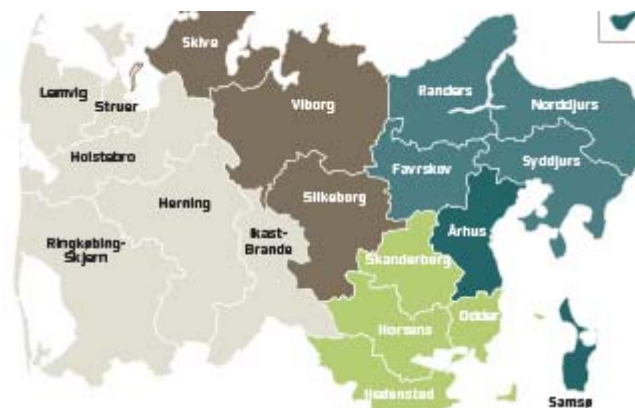 Skive
Lemvig
Struer
Viborg
Randers
Norddjurs
Holstebro
Favrskov
Syddjurs
Herning
Silkeborg
Ikast-
Brande
Århus
Ringkøbing-
Skjern
Skanderborg
Horsens
Odder
Hedensted
Samsø